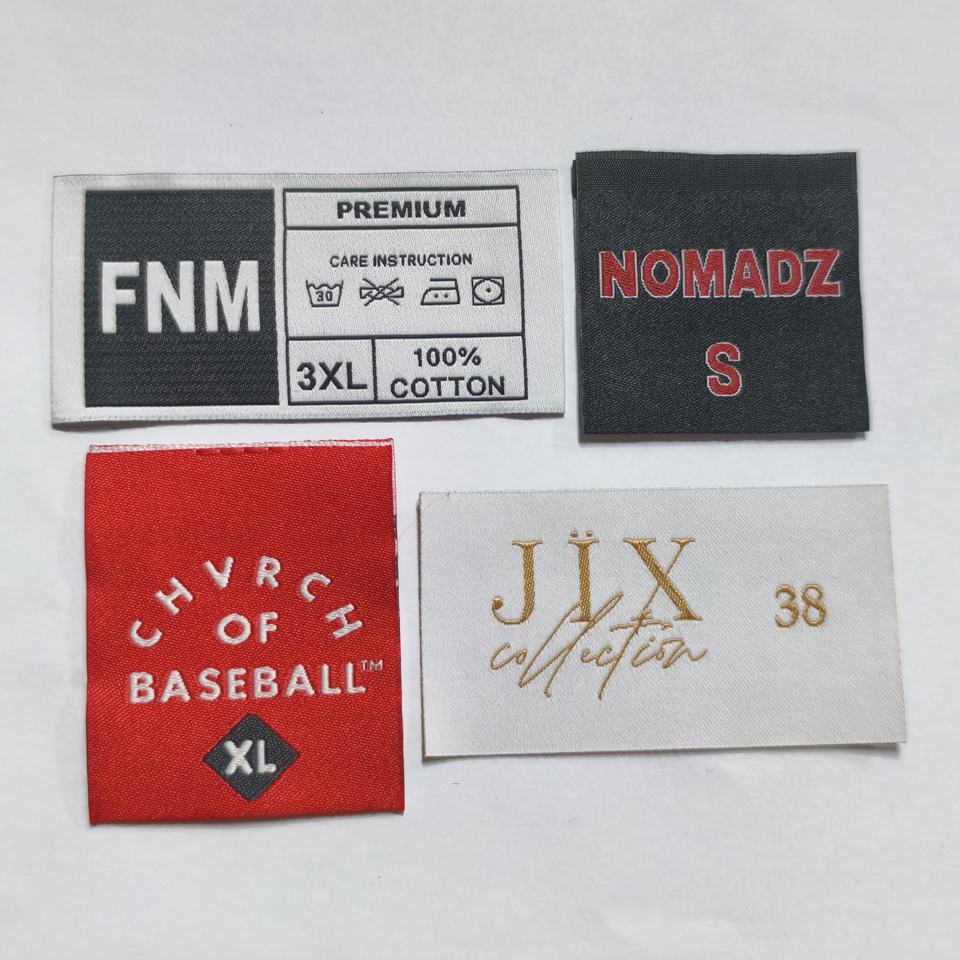 FNM
PREMIUM
CARE INSTRUCTION
30
3XL
100%
COTTON
NOMADZ
S
CHVRCH
OF
BASEBALL™
XL
JÏX
collection
38